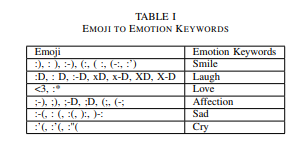 TABLE I
EMOJI TO EMOTION KEYWORDS
Emoji Emotion Keywords
:), : ), :-), (:, ( :, (-:, :') Smile
:D, : D, :-D, xD, x-D, XD, X-D Laugh
<3, :* Love
;-), ;), ;-D, ;D, (;, (-; Affection
:-(, : (, :(, ):, )-: Sad
:'(, :'(, :"( Cry